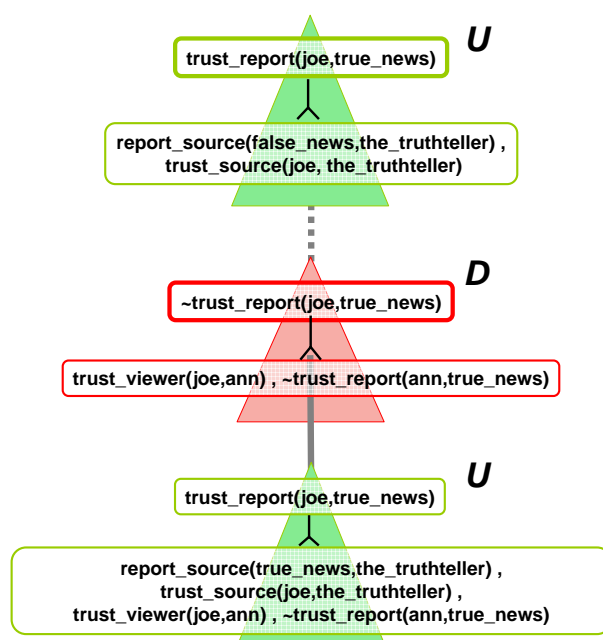 U
trust_report(joe,true_news)
report_source(false_news,the_truthteller) ,
trust_source(joe, the_truthteller)
D
~trust_report(joe,true_news)
trust_viewer(joe,ann) , ~trust_report(ann,true_news)
U
trust_report(joe,true_news)
report_source(true_news,the_truthteller) ,
trust_source(joe,the_truthteller) ,
trust_viewer(joe,ann) , ~trust_report(ann,true_news)